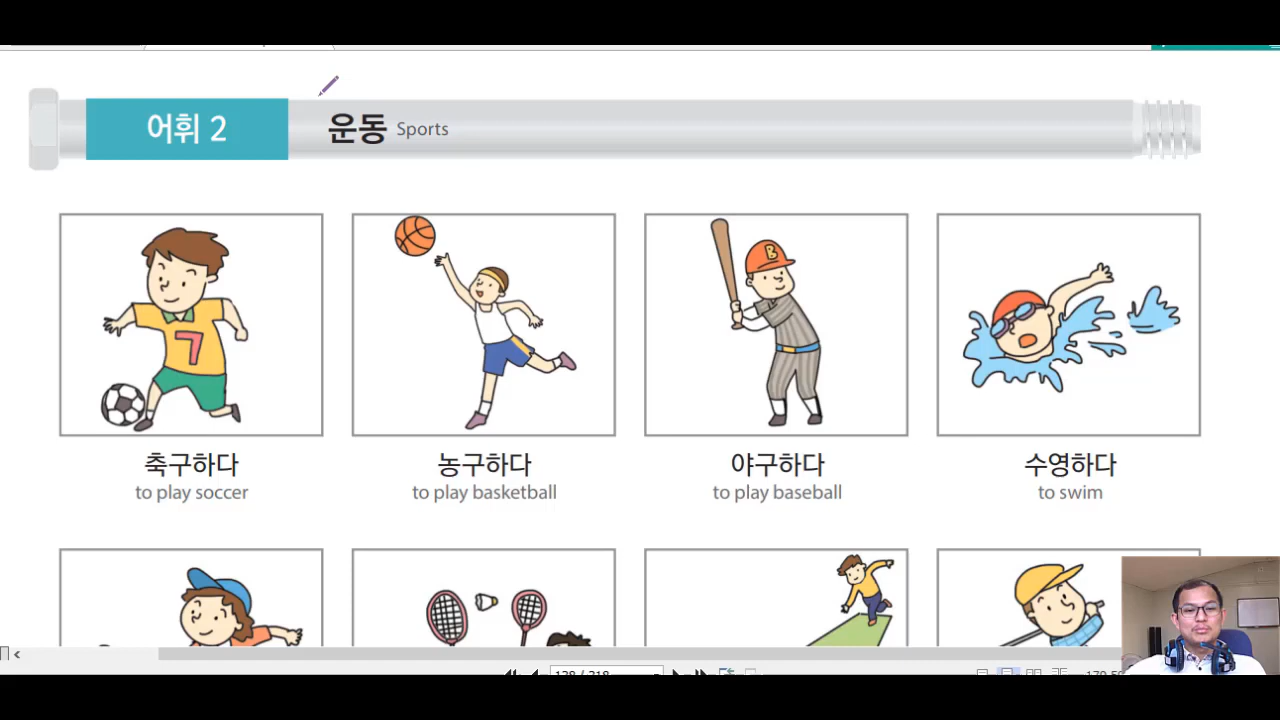 어휘 2
운동 Sports
B
축구하다 농구하다 야구하다 수영하다
to play soccer to play basketball to play baseball to swim